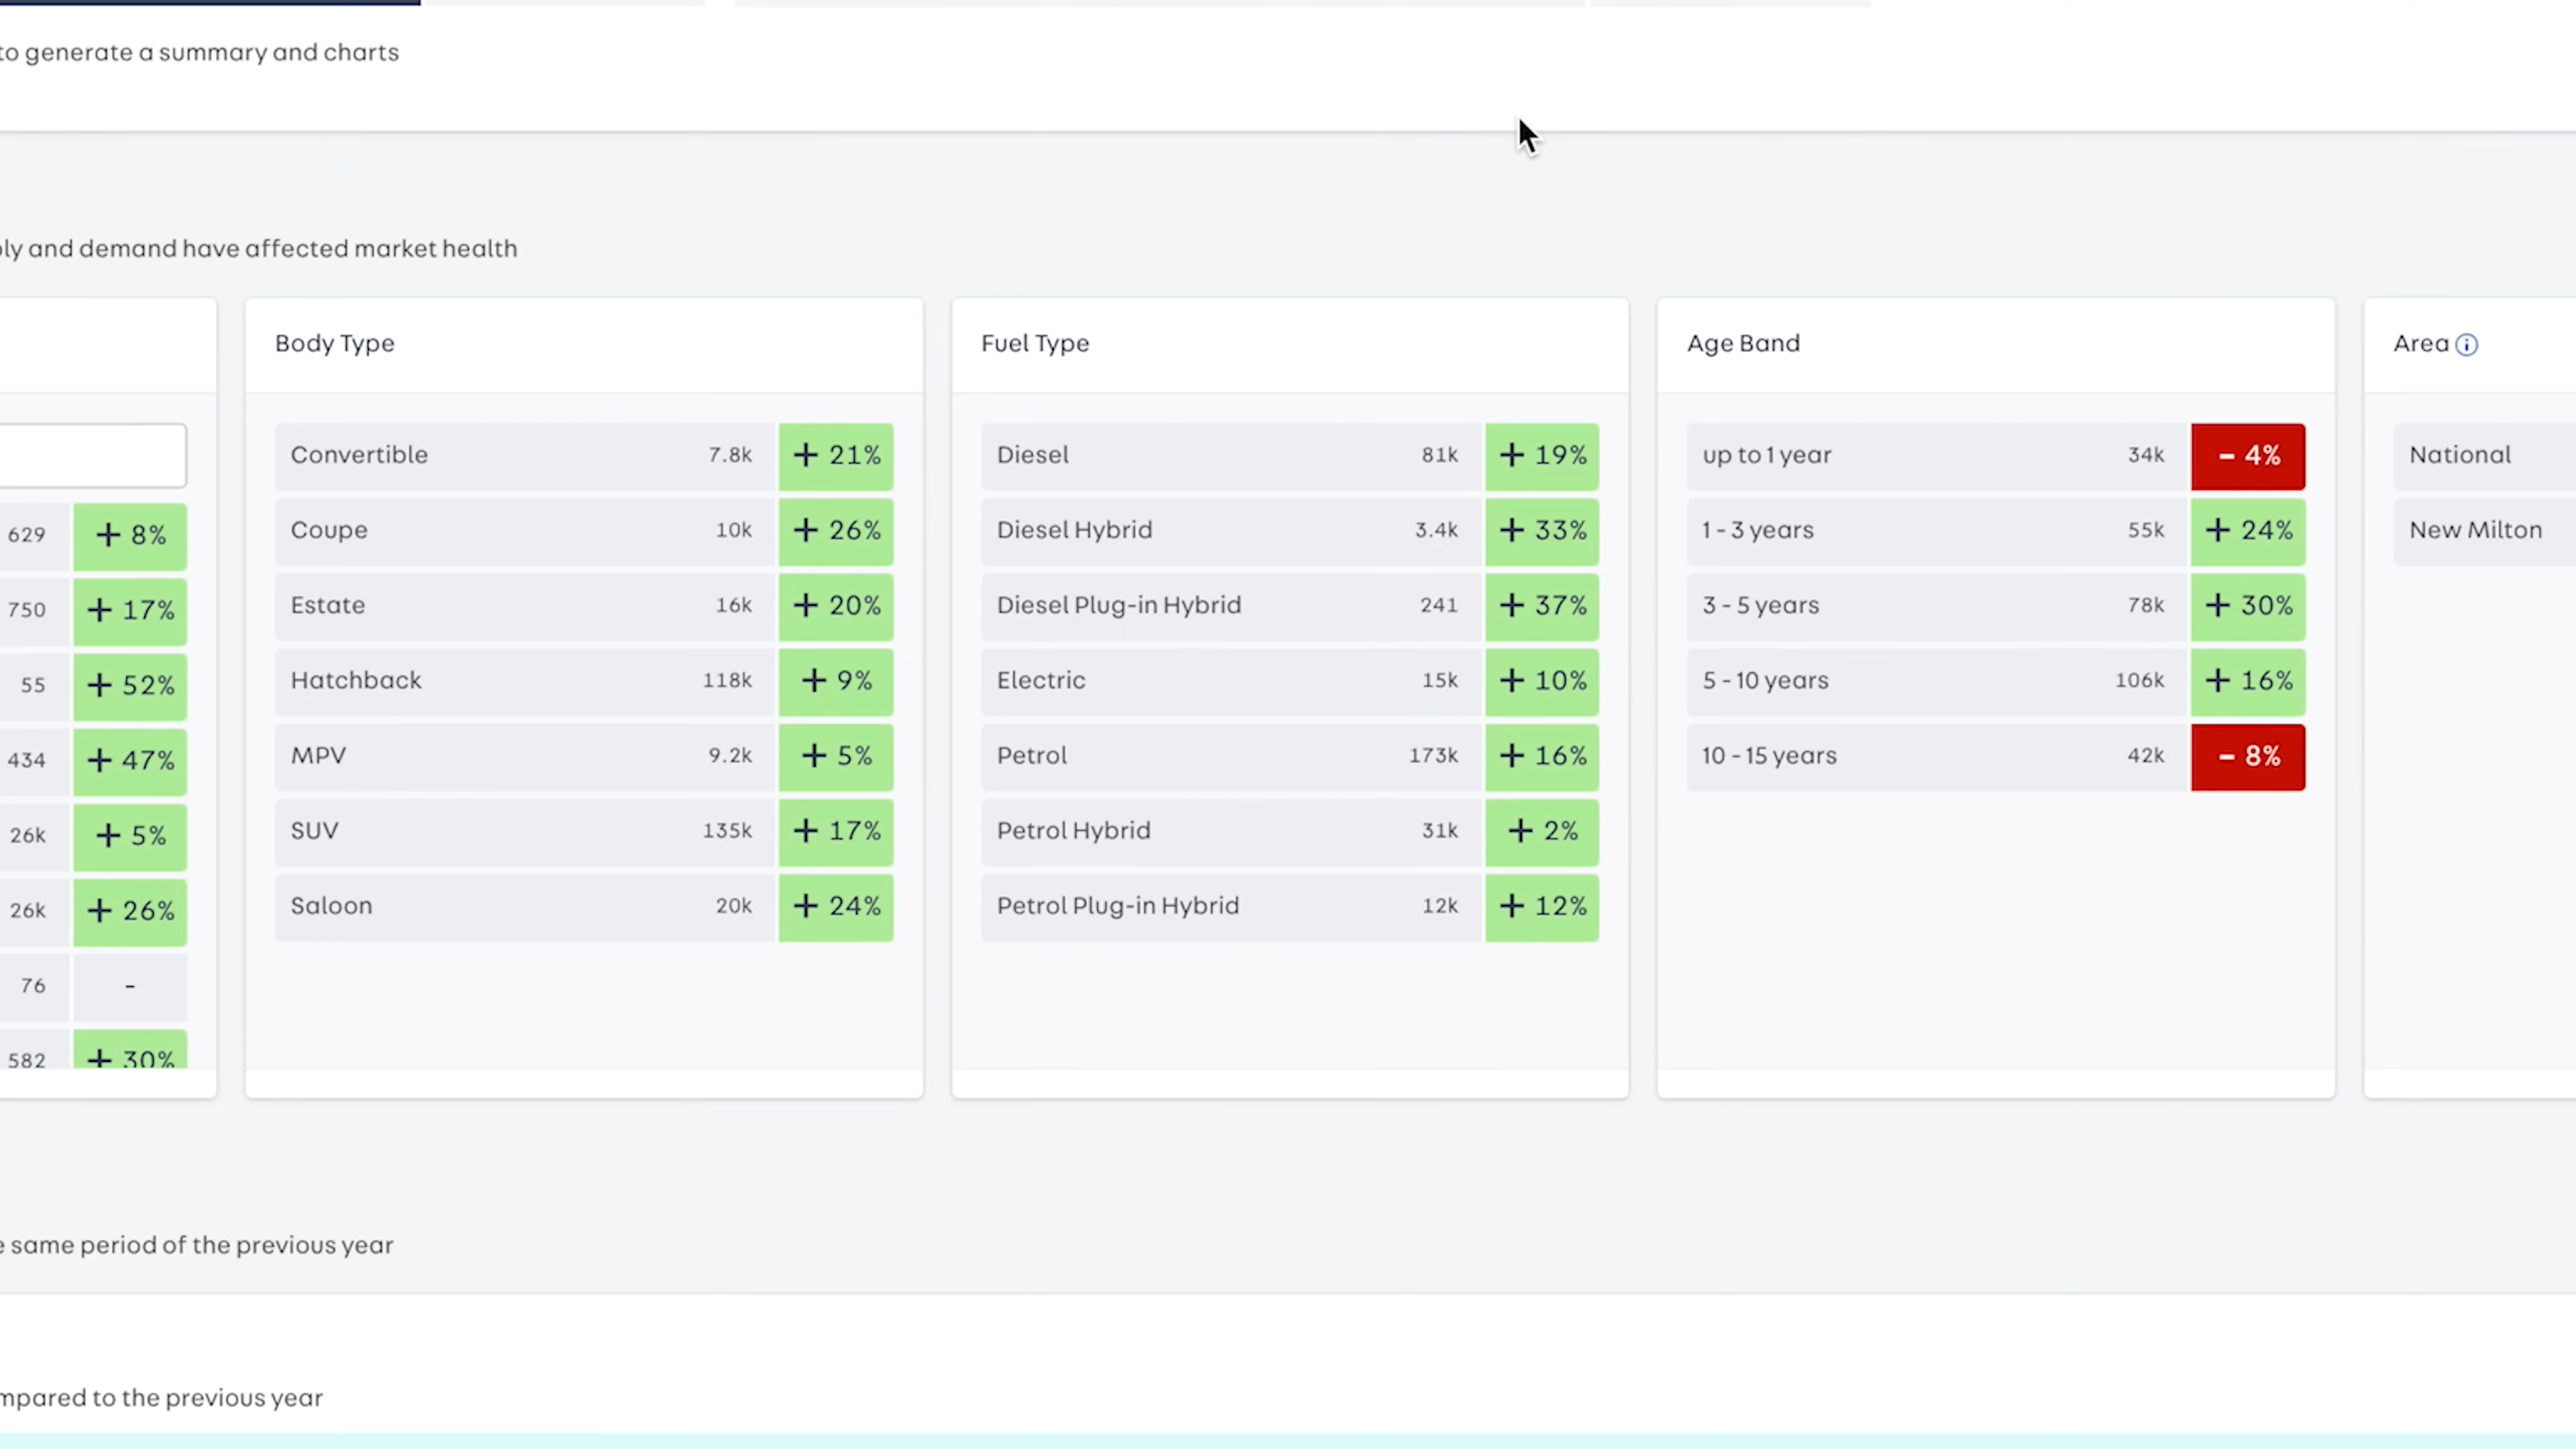 to generate a summary and charts
and demand have affected market health
629 + 8%
750 + 17%
55 + 52%
434 + 47%
26k + 5%
26k + 26%
76 -
582 + 30%
Body Type
Convertible 7.8k + 21%
Coupe 10k + 26%
Estate 16k + 20%
Hatchback 118k + 9%
MPV 9.2k + 5%
SUV 135k + 17%
Saloon 20k + 24%
Fuel Type
Diesel 81k + 19%
Diesel Hybrid 3.4k + 33%
Diesel Plug-in Hybrid 241 + 37%
Electric 15k + 10%
Petrol 173k + 16%
Petrol Hybrid 31k + 2%
Petrol Plug-in Hybrid 12k + 12%
Age Band
up to 1 year 34k - 4%
1 - 3 years 55k + 24%
3 - 5 years 78k + 30%
5 - 10 years 106k + 16%
10 - 15 years 42k - 8%
Area
National
New Milton
same period of the previous year
to the previous year